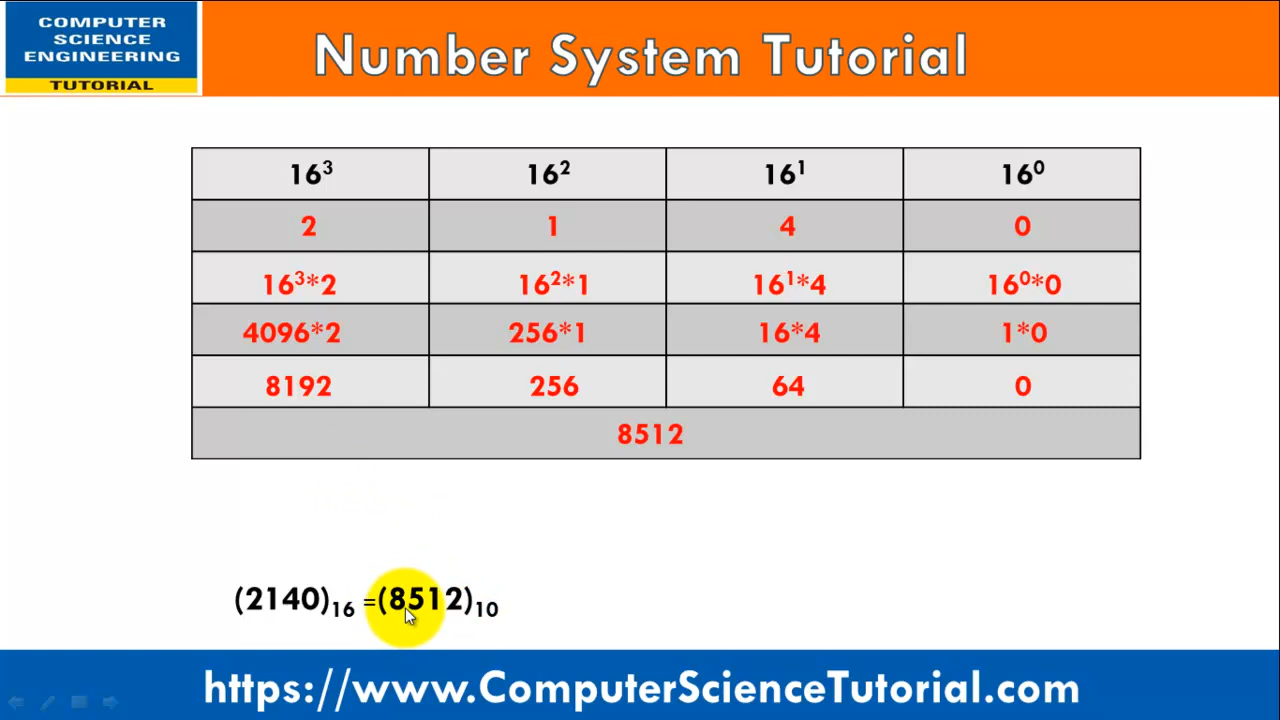 COMPUTER
SCIENCE
ENGINEERING
TUTORIAL
Number System Tutorial
16³ 16² 16¹ 16⁰
2 1 4 0
16³*2 16²*1 16¹*4 16⁰*0
4096*2 256*1 16*4 1*0
8192 256 64 0
8512
(2140)₁₆ =(8512)₁₀
https://www.ComputerScienceTutorial.com